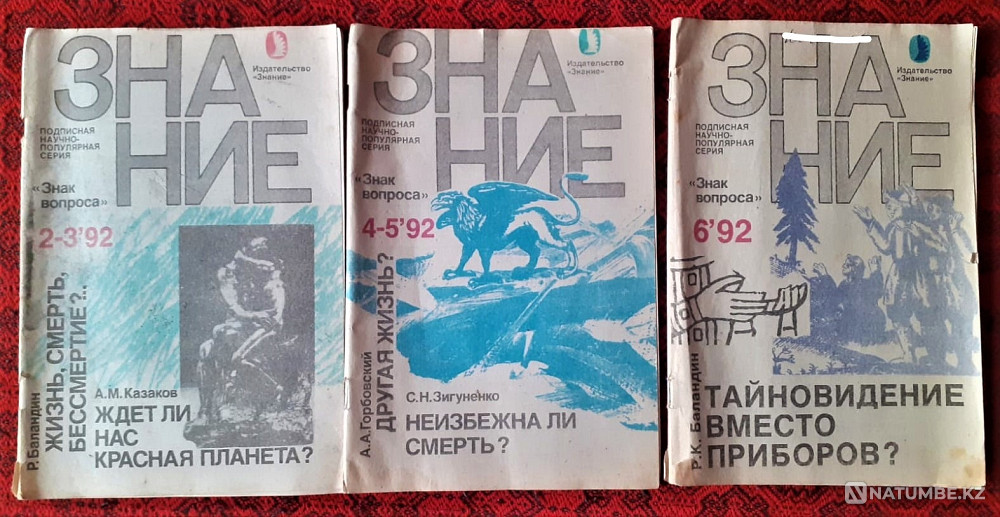 ЗНА
НИЕ
Издательство
«Знание»
ПОДПИСНАЯ
НАУЧНО-
ПОПУЛЯРНАЯ
СЕРИЯ
«Знак
вопроса»
2-3’92
Р. Баландин
ЖИЗНЬ, СМЕРТЬ,
БЕССМЕРТИЕ?..
А.М.Казаков
ЖДЕТ ЛИ
НАС
КРАСНАЯ ПЛАНЕТА?
ЗНА
НИЕ
Издательство
«Знание»
ПОДПИСНАЯ
НАУЧНО-
ПОПУЛЯРНАЯ
СЕРИЯ
«Знак
вопроса»
4-5’92
А.А.Горбовский
ДРУГАЯ ЖИЗНЬ?
С.Н.Зигуненко
НЕИЗБЕЖНА ЛИ
СМЕРТЬ?
ЗНА
НИЕ
Издательство
«Знание»
ПОДПИСНАЯ
НАУЧНО-
ПОПУЛЯРНАЯ
СЕРИЯ
«Знак
вопроса»
6’92
Р.К. Баландин
ТАЙНОВИДЕНИЕ
ВМЕСТО
ПРИБОРОВ?
NATUMBE.KZ